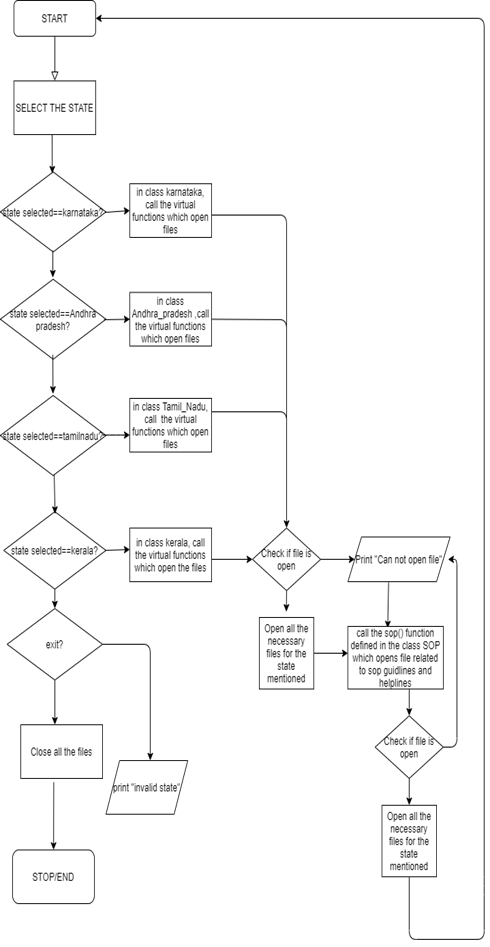 START
SELECT THE STATE
state selected==karnataka?
in class karnataka,
call the virtual
functions which open
files
state selected==Andhra
pradesh?
in class
Andhra_pradesh ,call
the virtual functions
which open files
state selected==tamilnadu?
in class Tamil_Nadu,
call the virtual
functions which open
files
state selected==kerala?
in class kerala, call
the virtual functions
which open the files
Check if file is
open
Print "Can not open file"
exit?
Open all the
necessary
files for the
state
mentioned
call the sop() function
defined in the class SOP
which opens file related
to sop guidlines and
helplines
Close all the files
print "invalid state"
Check if file is
open
Open all the
necessary
files for the
state
mentioned
STOP/END